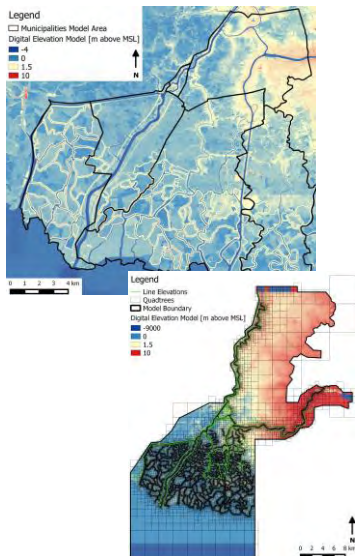 Legend
Municipalities Model Area
Digital Elevation Model [m above MSL]
-4
0
1.5
10
N
0 1 2 3 4 km
Legend
Line Elevations
Quadtrees
Model Boundary
Digital Elevation Model [m above MSL]
-9000
0
1.5
10
N
0 2 4 6 8 km